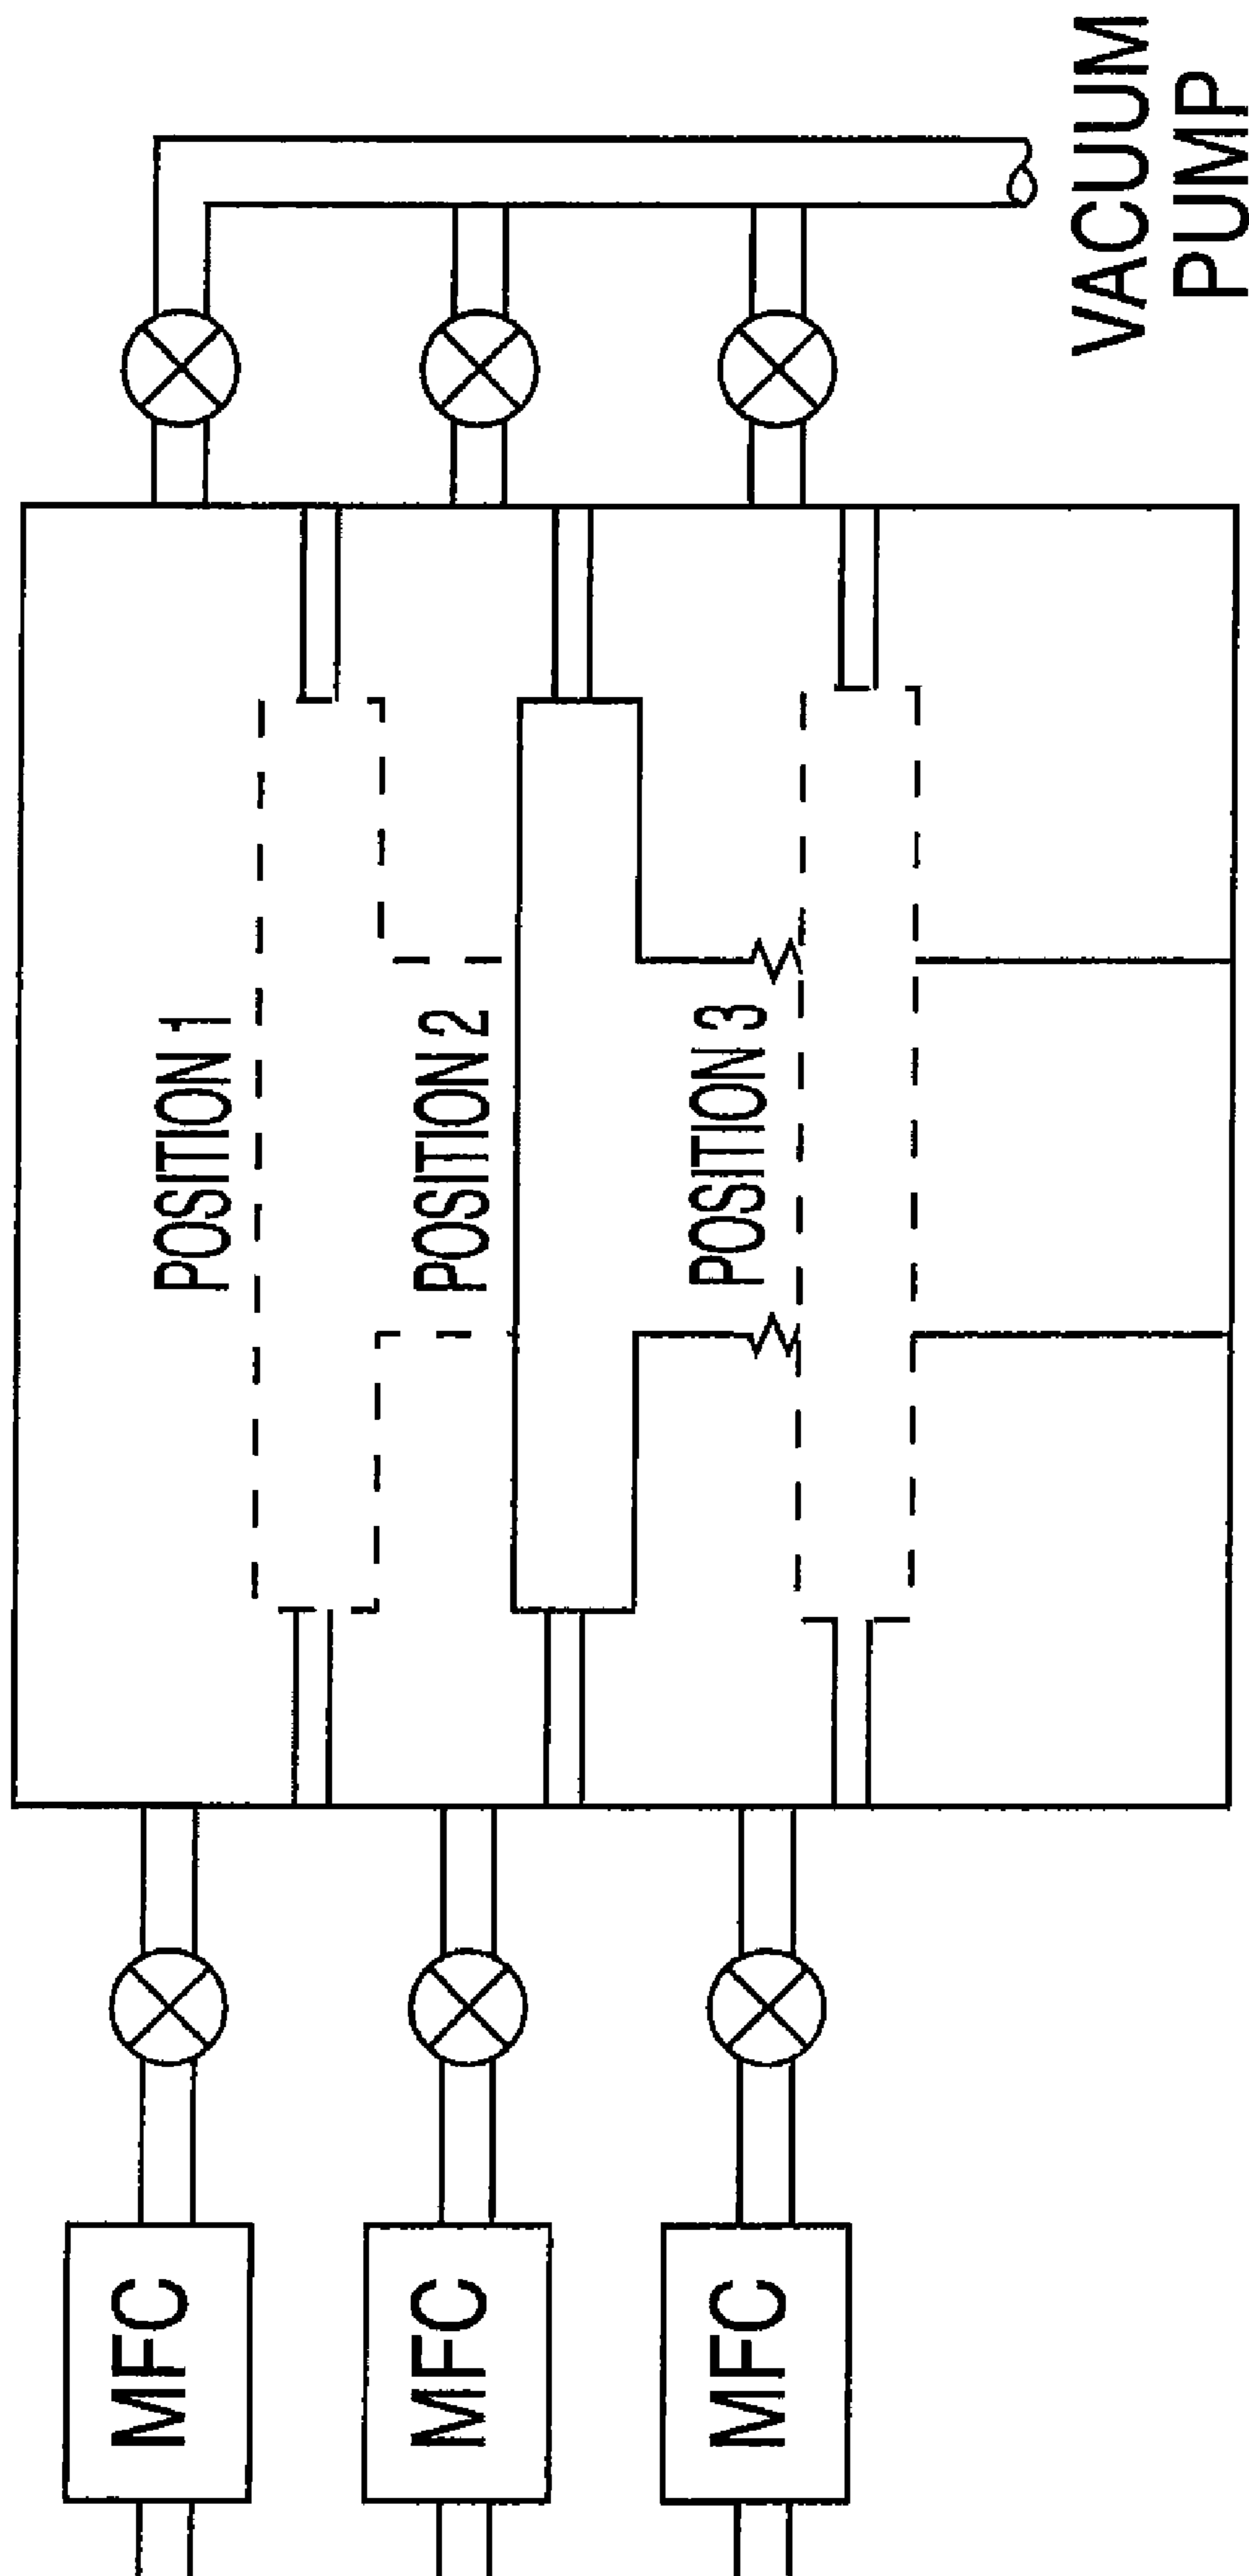 MFC
MFC
MFC
POSITION 1
POSITION 2
POSITION 3
VACUUM
PUMP